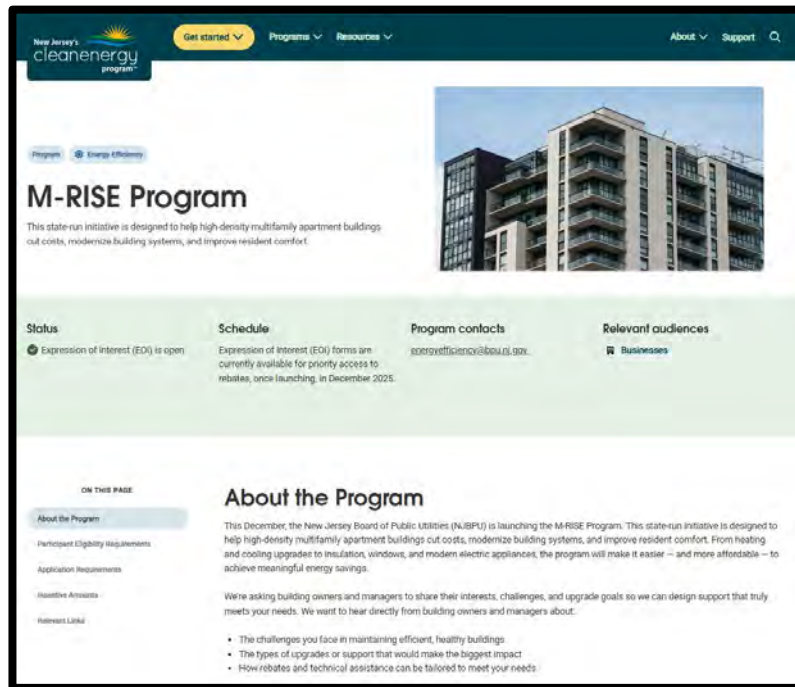 New Jersey's
cleanenergy
program™
Get started
Programs
Resources
About
Support
Program
Energy Efficiency
M-RISE Program
This state-run initiative is designed to help high-density multifamily apartment buildings
cut costs, modernize building systems, and improve resident comfort.
Status
Expression of Interest (EOI) is open
Schedule
Expression of Interest (EOI) forms are
currently available for priority access to
rebates, once launching, in December 2025.
Program contacts
energyefficiency@bpu.nj.gov
Relevant audiences
Businesses
ON THIS PAGE
About the Program
Participant Eligibility Requirements
Application Requirements
Incentive Amounts
Relevant Links
About the Program
This December, the New Jersey Board of Public Utilities (NJBPU) is launching the M-RISE Program. This state-run initiative is designed to
help high-density multifamily apartment buildings cut costs, modernize building systems, and improve resident comfort. From heating
and cooling upgrades to insulation, windows, and modern electric appliances, the program will make it easier — and more affordable — to
achieve meaningful energy savings.
We're asking building owners and managers to share their interests, challenges, and upgrade goals so we can design support that truly
meets your needs. We want to hear directly from building owners and managers about:
• The challenges you face in maintaining efficient, healthy buildings
• The types of upgrades or support that would make the biggest impact
• How rebates and technical assistance can be tailored to meet your needs